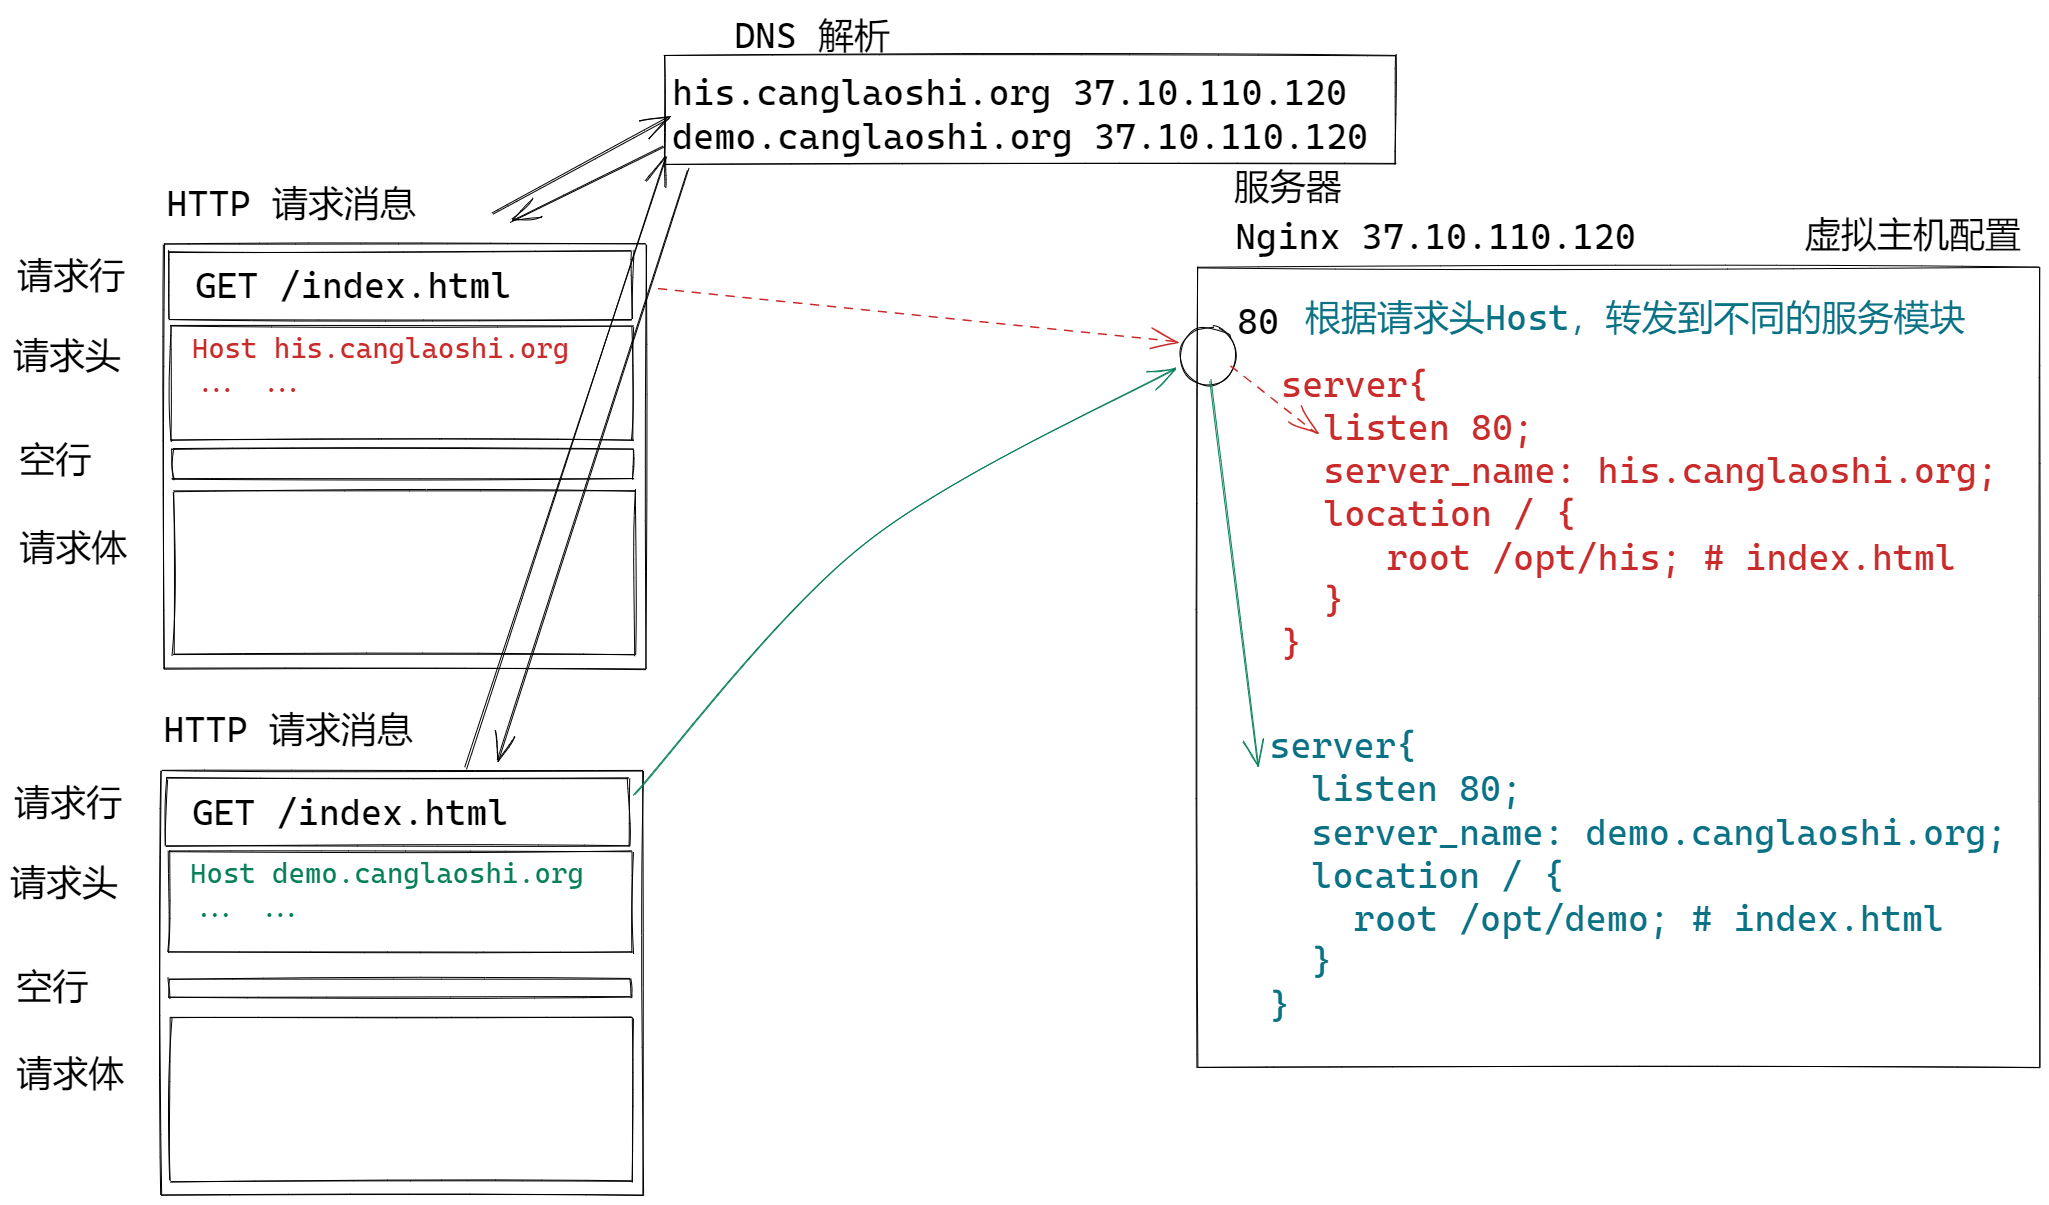 DNS 解析
his.canglaoshi.org 37.10.110.120
demo.canglaoshi.org 37.10.110.120
HTTP 请求消息
请求行
GET /index.html
请求头
Host his.canglaoshi.org
... ...
空行
请求体
HTTP 请求消息
请求行
GET /index.html
请求头
Host demo.canglaoshi.org
... ...
空行
请求体
服务器
Nginx 37.10.110.120
虚拟主机配置
80 根据请求头Host，转发到不同的服务模块
server{
listen 80;
server_name: his.canglaoshi.org;
location / {
root /opt/his; # index.html
}
}
server{
listen 80;
server_name: demo.canglaoshi.org;
location / {
root /opt/demo; # index.html
}
}